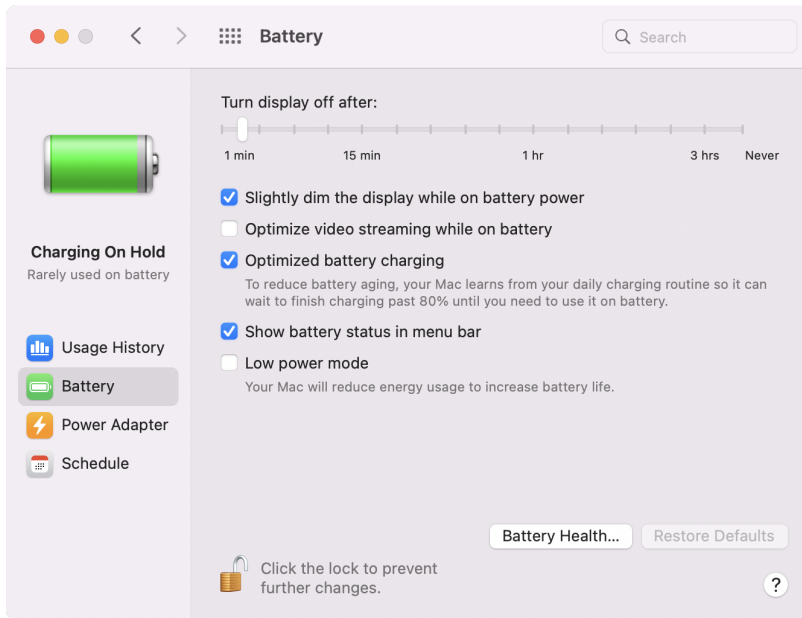 Battery
Search
Charging On Hold
Rarely used on battery
Usage History
Battery
Power Adapter
Schedule
Turn display off after:
1 min 15 min 1 hr 3 hrs Never
Slightly dim the display while on battery power
Optimize video streaming while on battery
Optimized battery charging
To reduce battery aging, your Mac learns from your daily charging routine so it can
wait to finish charging past 80% until you need to use it on battery.
Show battery status in menu bar
Low power mode
Your Mac will reduce energy usage to increase battery life.
Battery Health... Restore Defaults
Click the lock to prevent
further changes.
?